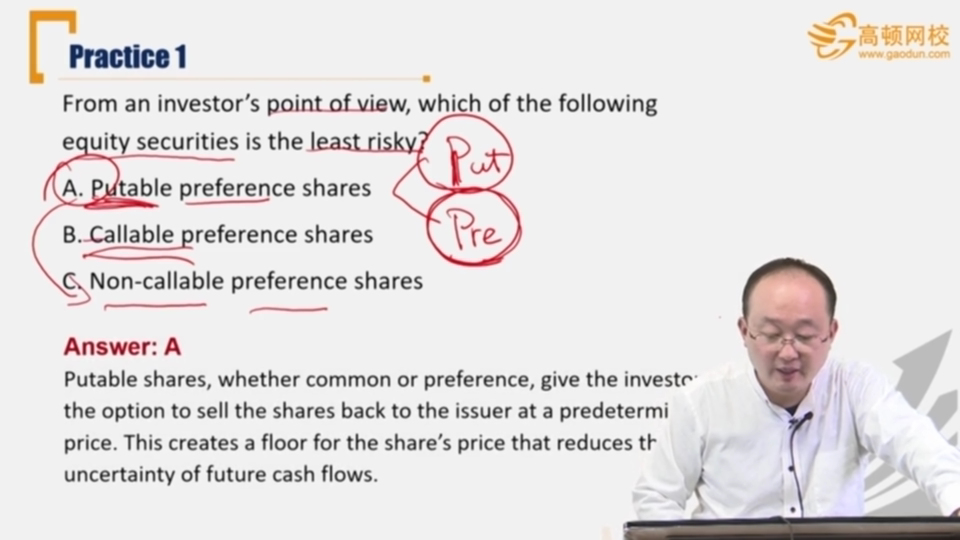 Practice 1
高顿网校
www.gaodun.com
From an investor's point of view, which of the following
equity securities is the least risky?
Put
A. Putable preference shares
Pre
B. Callable preference shares
C. Non-callable preference shares
Answer: A
Putable shares, whether common or preference, give the investo
the option to sell the shares back to the issuer at a predetermi
price. This creates a floor for the share's price that reduces th
uncertainty of future cash flows.